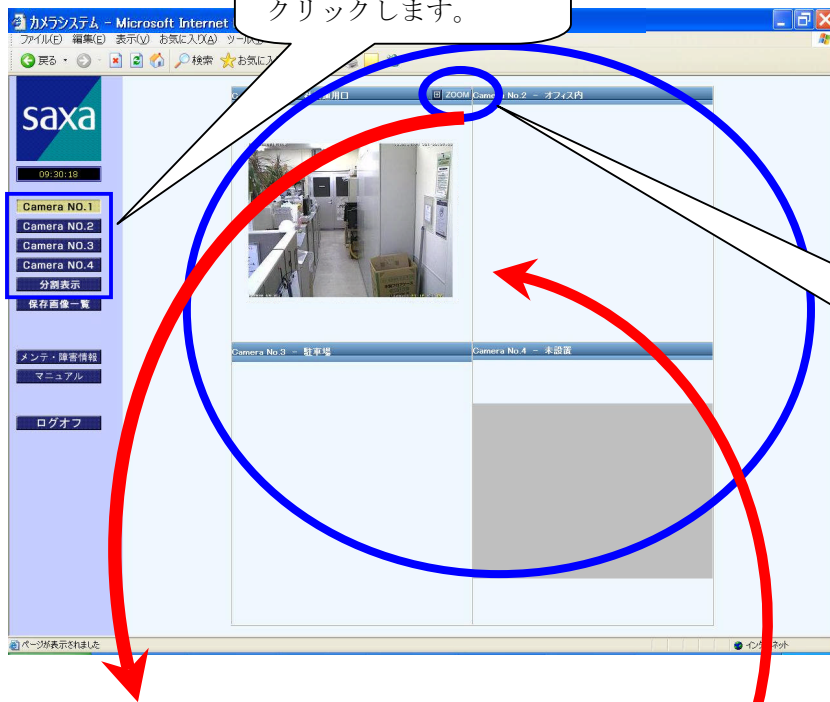 クリックします。
カメラシステム - Microsoft Internet
ファイル(F) 編集(E) 表示(V) お気に入り(A) ツール
戻る 検索 お気に入
saxa
09:30:18
Camera NO.1
Camera NO.2
Camera NO.3
Camera NO.4
分割表示
保存画像一覧
メンテ・障害情報
マニュアル
ログオフ
用口 ZOOM
Camera No.2 - オフィス内
Camera No.3 - 駐車場
Camera No.4 - 未設置
ページが表示されました